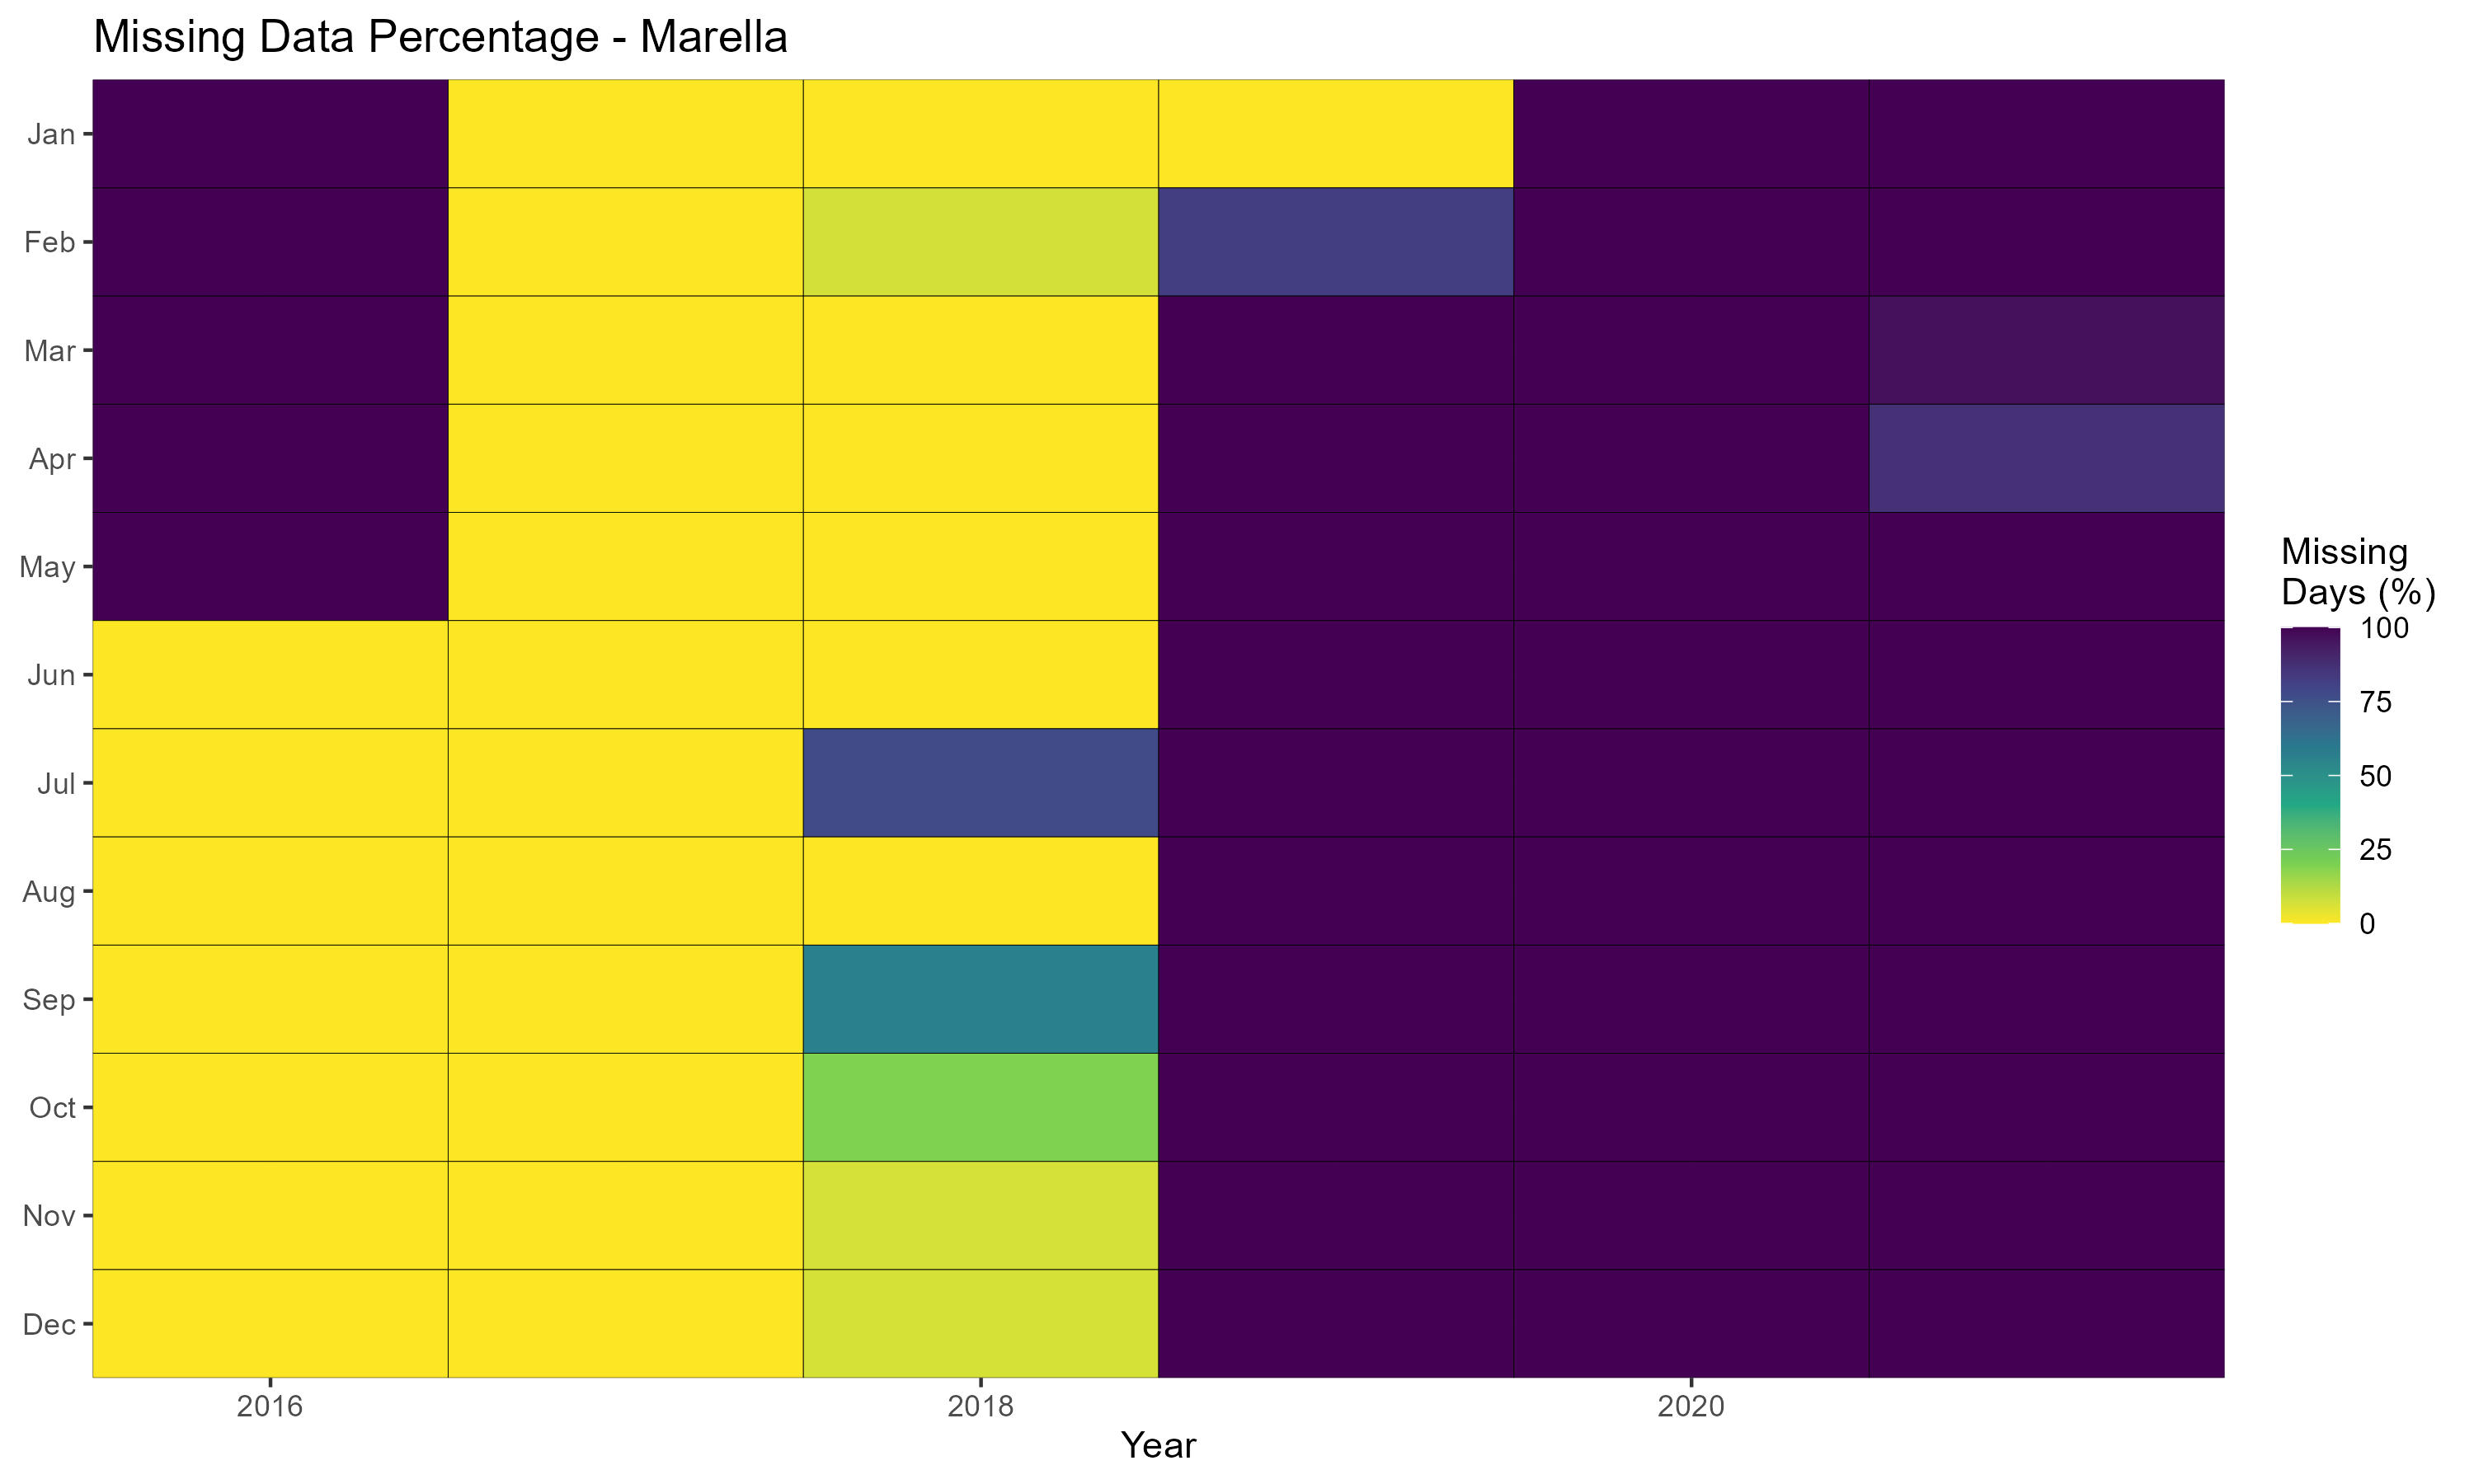 Missing Data Percentage - Marella
Jan
Feb
Mar
Apr
May
Jun
Jul
Aug
Sep
Oct
Nov
Dec
2016
2018
2020
Year
Missing
Days (%)
100
75
50
25
0